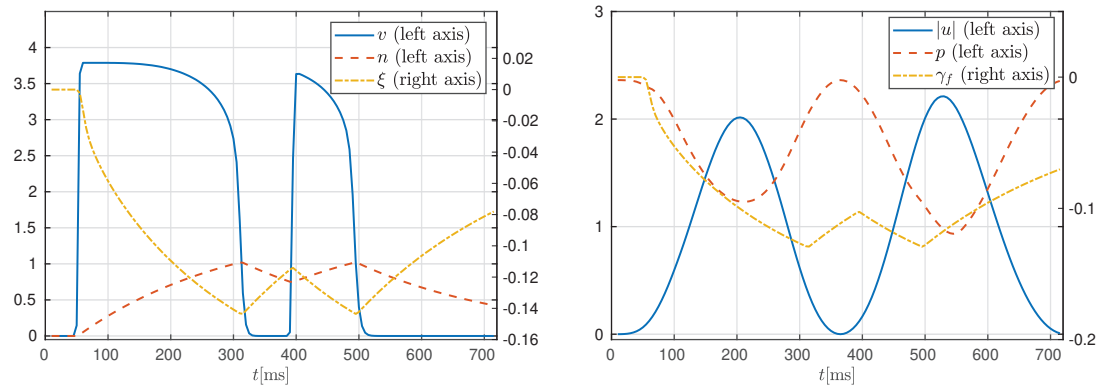 v (left axis)
n (left axis)
ξ (right axis)
4
3.5
3
2.5
2
1.5
1
0.5
0
0.02
0
-0.02
-0.04
-0.06
-0.08
-0.1
-0.12
-0.14
-0.16
0 100 200 300 400 500 600 700
t[ms]
|u| (left axis)
p (left axis)
γf (right axis)
3
2
1
0
0
-0.1
-0.2
0 100 200 300 400 500 600 700
t[ms]